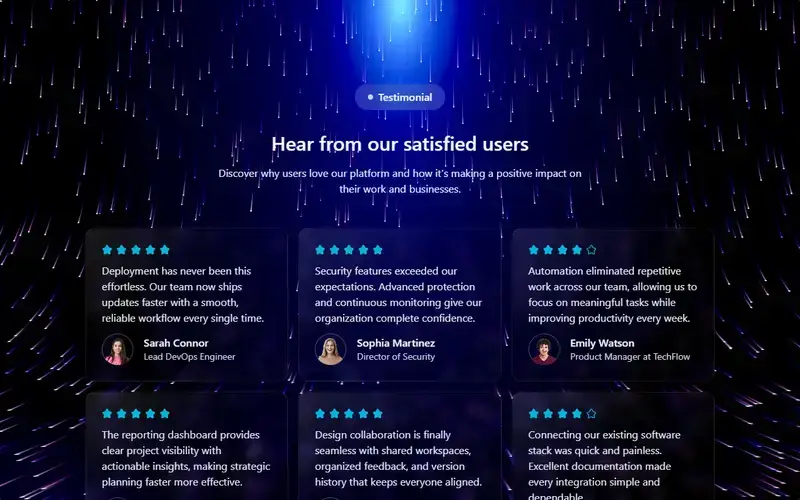 Testimonial
Hear from our satisfied users
Discover why users love our platform and how it's making a positive impact on
their work and businesses.
Deployment has never been this
effortless. Our team now ships
updates faster with a smooth,
reliable workflow every single time.
Sarah Connor
Lead DevOps Engineer
Security features exceeded our
expectations. Advanced protection
and continuous monitoring give our
organization complete confidence.
Sophia Martinez
Director of Security
Automation eliminated repetitive
work across our team, allowing us to
focus on meaningful tasks while
improving productivity every week.
Emily Watson
Product Manager at TechFlow
The reporting dashboard provides
clear project visibility with
actionable insights, making strategic
planning faster more effective.
Design collaboration is finally
seamless with shared workspaces,
organized feedback, and version
history that keeps everyone aligned.
Connecting our existing software
stack was quick and painless.
Excellent documentation made
every integration simple and
dependable.